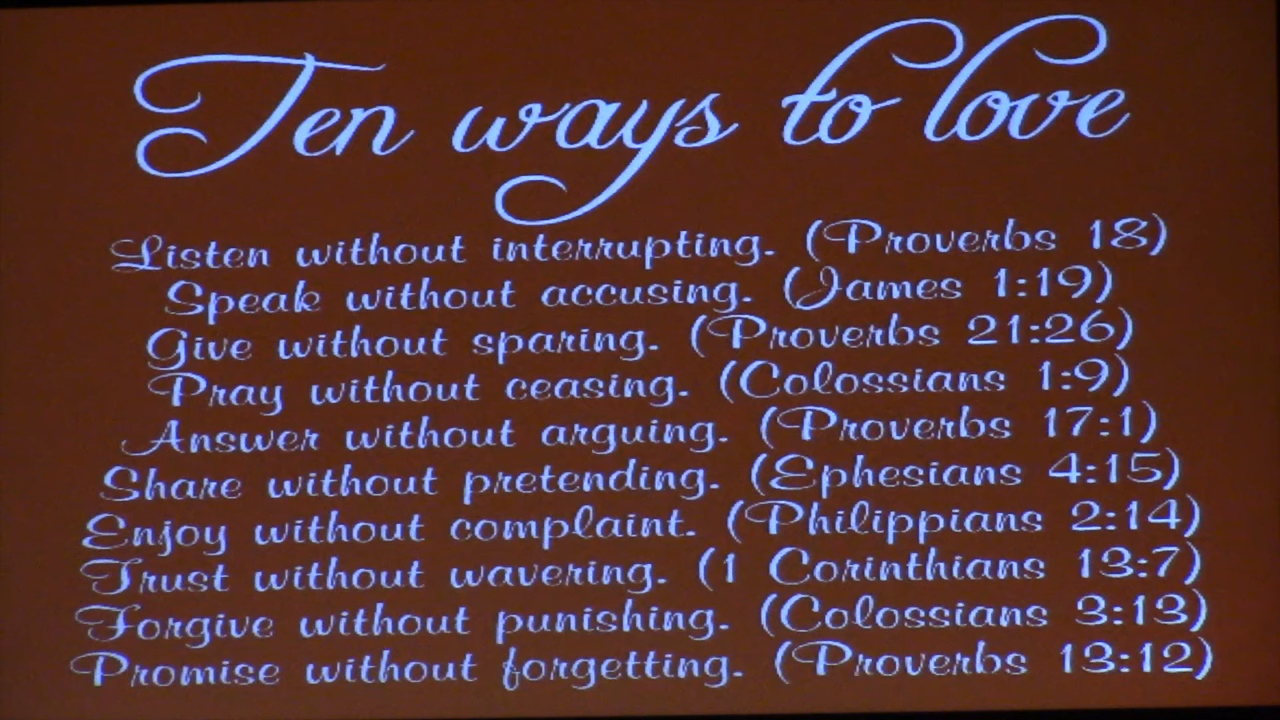 Ten ways to love
Listen without interrupting. (Proverbs 18)
Speak without accusing. (James 1:19)
Give without sparing. (Proverbs 21:26)
Pray without ceasing. (Colossians 1:9)
Answer without arguing. (Proverbs 17:1)
Share without pretending. (Ephesians 4:15)
Enjoy without complaint. (Philippians 2:14)
Trust without wavering. (1 Corinthians 13:7)
Forgive without punishing. (Colossians 3:13)
Promise without forgetting. (Proverbs 13:12)